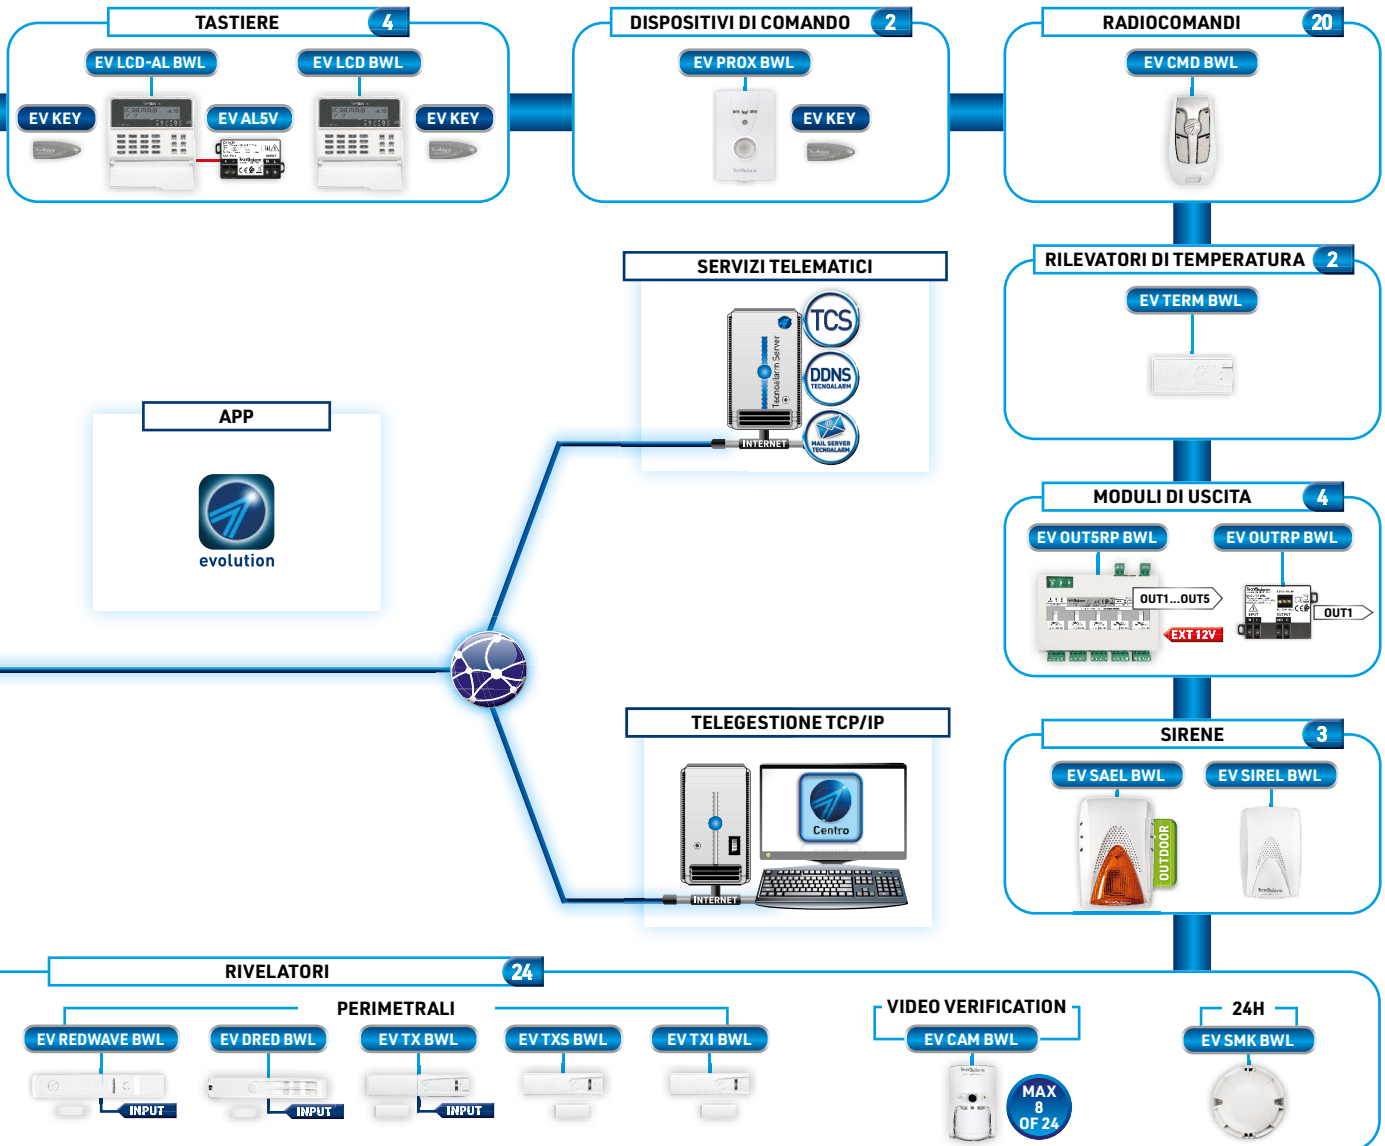 TASTIERE 4
EV LCD-AL BWL
EV LCD BWL
EV KEY
EV AL5V
EV KEY
DISPOSITIVI DI COMANDO 2
EV PROX BWL
EV KEY
RADIOCOMANDI 20
EV CMD BWL
RILEVATORI DI TEMPERATURA 2
EV TERM BWL
SERVIZI TELEMATICI
Tecnoalarm Server
TCS
DDNS
TECNOALARM
MAIL SERVER
TECNOALARM
INTERNET
APP
evolution
MODULI DI USCITA 4
EV OUT5RP BWL
EV OUTRP BWL
OUT1...OUT5
EXT 12V
OUT1
TELEGESTIONE TCP/IP
Centro
INTERNET
SIRENE 3
EV SAEL BWL
EV SIREL BWL
OUTDOOR
RIVELATORI 24
PERIMETRALI
EV REDWAVE BWL
EV DRED BWL
EV TX BWL
EV TXS BWL
EV TXI BWL
INPUT
INPUT
INPUT
VIDEO VERIFICATION
EV CAM BWL
MAX
8
OF 24
24H
EV SMK BWL